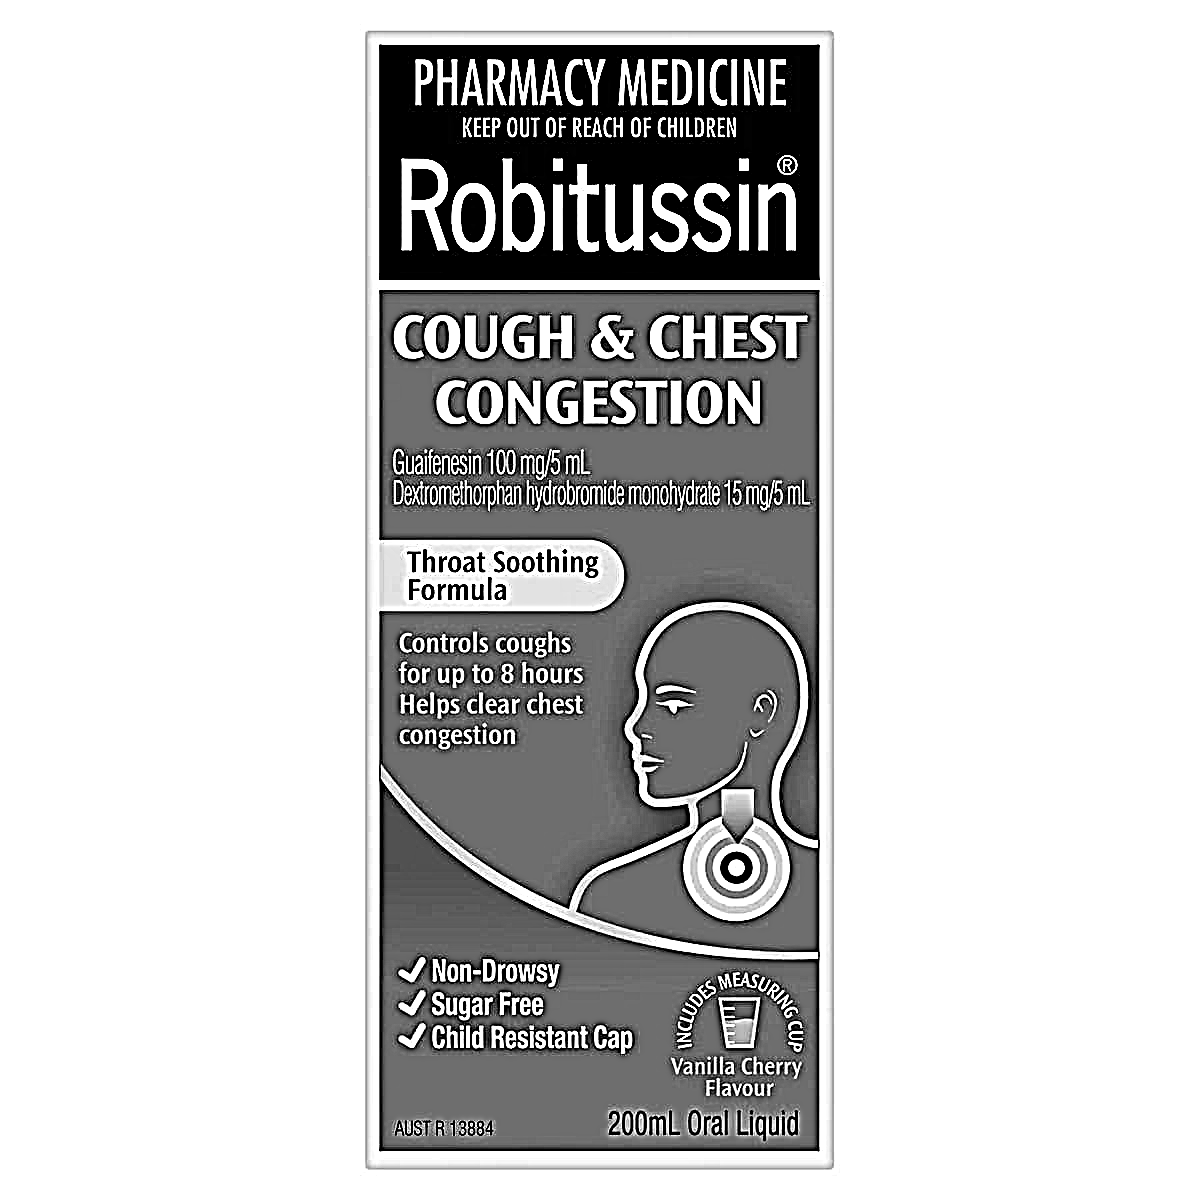 PHARMACY MEDICINE
KEEP OUT OF REACH OF CHILDREN
Robitussin®
COUGH & CHEST
CONGESTION
Guaifenesin 100 mg/5 mL
Dextromethorphan hydrobromide monohydrate 15 mg/5 mL
Throat Soothing
Formula
Controls coughs
for up to 8 hours
Helps clear chest
congestion
Non-Drowsy
Sugar Free
Child Resistant Cap
INCLUDES MEASURING CUP
Vanilla Cherry
Flavour
AUST R 13884
200mL Oral Liquid